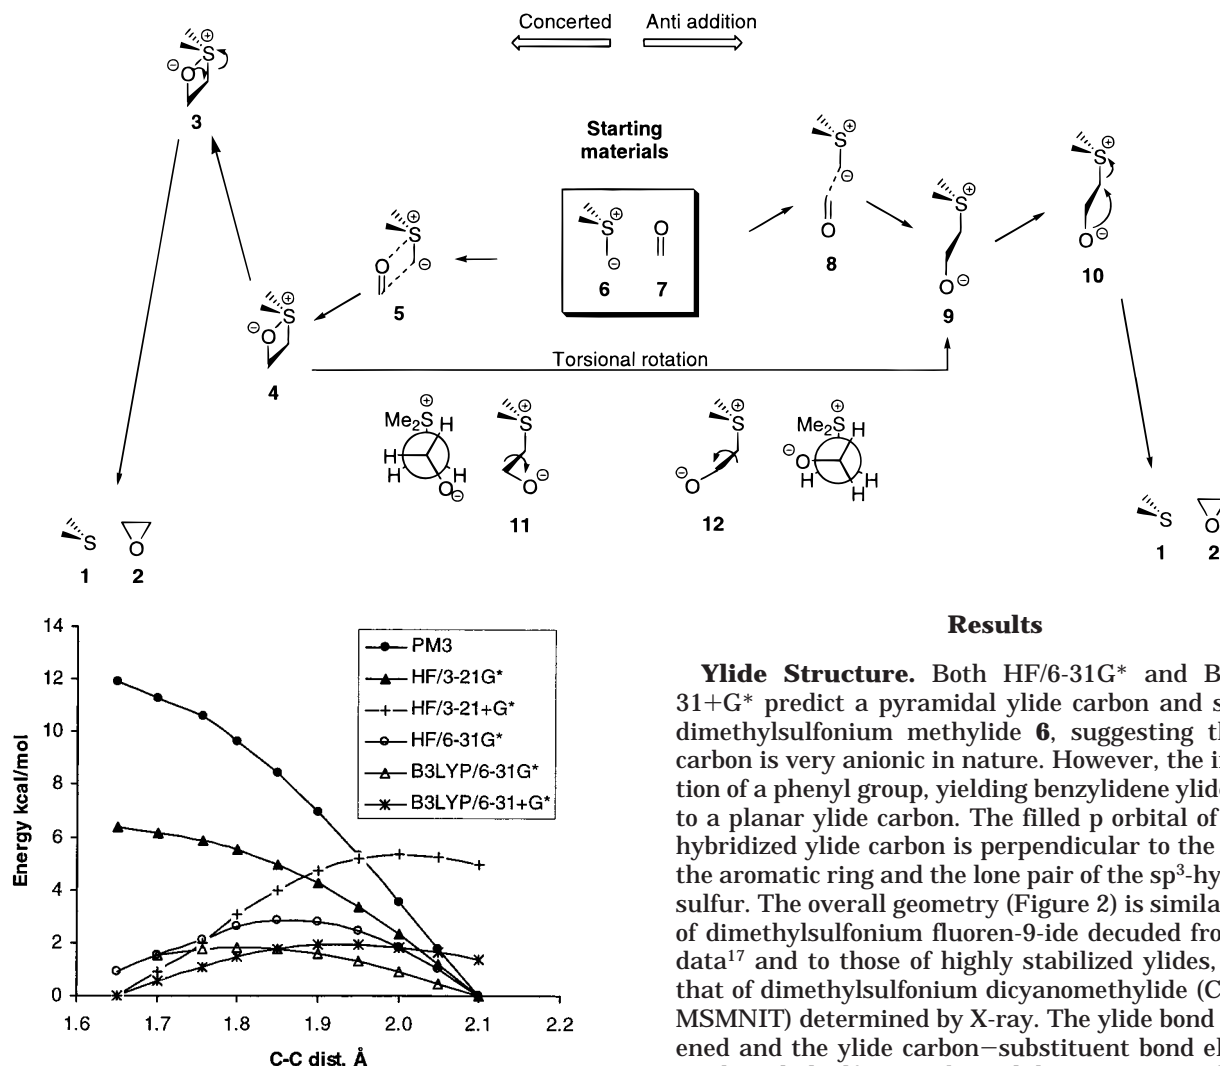 Concerted Anti addition
Starting
materials
3
5
6 7
8
9
10
4
Torsional rotation
11
12
1 2
1 2
S ⊕
O ⊖
S ⊕
O ⊖
S ⊕
O ⊖
S ⊕ ⊖
O
S ⊕ ⊖
O
S ⊕
O ⊖
S ⊕
O ⊖
⊕
Me₂S H
H H H
O ⊖
S ⊕
O ⊖
S ⊕
⊖ O
⊕
Me₂S H
⊖ O
H H
S O
S O
14
12
10
8
6
4
2
0
1.6 1.7 1.8 1.9 2.0 2.1 2.2
Energy kcal/mol
C-C dist. Å
PM3
HF/3-21G*
HF/3-21+G*
HF/6-31G*
B3LYP/6-31G*
B3LYP/6-31+G*
Results
Ylide Structure. Both HF/6-31G* and B
31+G* predict a pyramidal ylide carbon and s
dimethylsulfonium methylide 6, suggesting th
carbon is very anionic in nature. However, the i
tion of a phenyl group, yielding benzylidene ylide
to a planar ylide carbon. The filled p orbital of
hybridized ylide carbon is perpendicular to the
the aromatic ring and the lone pair of the sp³-hy
sulfur. The overall geometry (Figure 2) is simila
of dimethylsulfonium fluoren-9-ide decuded fro
data¹⁷ and to those of highly stabilized ylides,
that of dimethylsulfonium dicyanomethylide (C
MSMNIT) determined by X-ray. The ylide bond
ened and the ylide carbon−substituent bond el